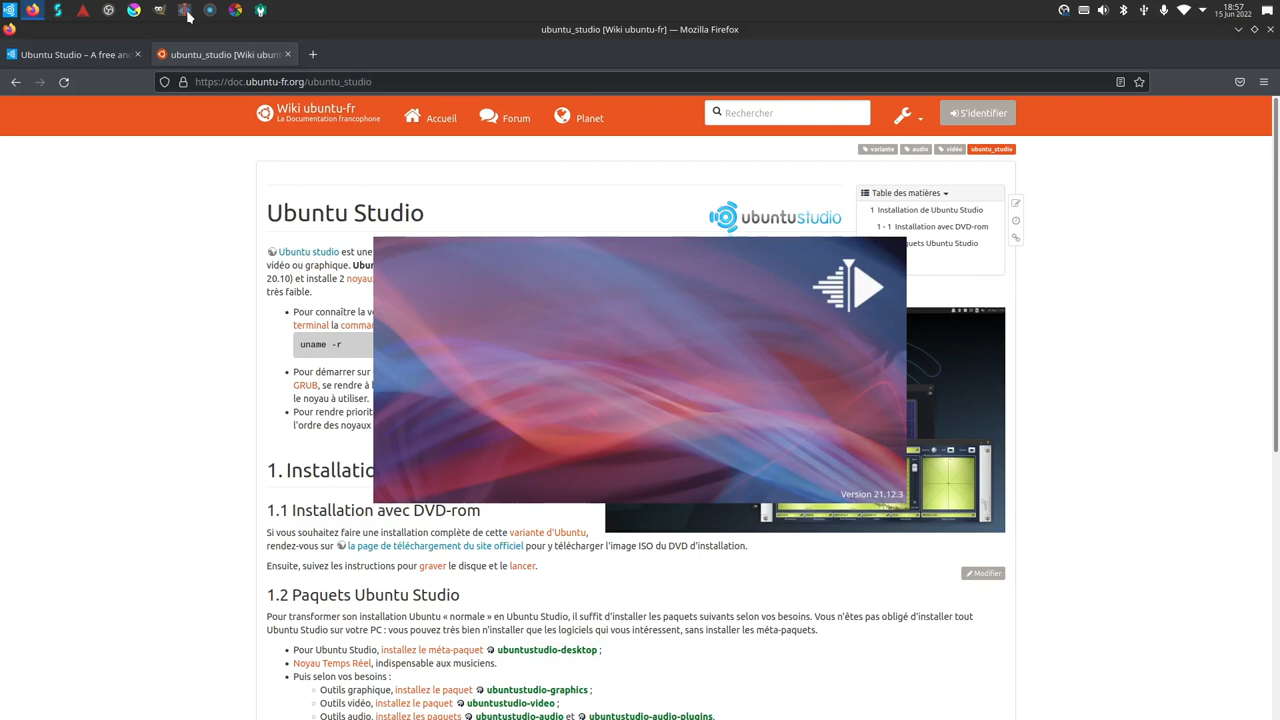 18:57
15 Jun 2022
ubuntu_studio [Wiki ubuntu-fr] — Mozilla Firefox
Ubuntu Studio – A free and
ubuntu_studio [Wiki ubun
https://doc.ubuntu-fr.org/ubuntu_studio
Wiki ubuntu-fr
La Documentation francophone
Accueil
Forum
Planet
Rechercher
S'identifier
variante
audio
vidéo
ubuntu_studio
Ubuntu Studio
ubuntustudio
Table des matières
1 Installation de Ubuntu Studio
1 - 1 Installation avec DVD-rom
quets Ubuntu Studio
Ubuntu studio est une
vidéo ou graphique. Ubu
20.10) et installe 2 noyau
très faible.
Pour connaître la v
terminal la comma
uname -r
Pour démarrer sur
GRUB, se rendre à l
le noyau à utiliser.
Pour rendre priorit
l'ordre des noyaux
Version 21.12.3
1. Installatio
1.1 Installation avec DVD-rom
Si vous souhaitez faire une installation complète de cette variante d'Ubuntu,
rendez-vous sur la page de téléchargement du site officiel pour y télécharger l'image ISO du DVD d'installation.
Ensuite, suivez les instructions pour graver le disque et le lancer.
Modifier
1.2 Paquets Ubuntu Studio
Pour transformer son installation Ubuntu « normale » en Ubuntu Studio, il suffit d'installer les paquets suivants selon vos besoins. Vous n'êtes pas obligé d'installer tout
Ubuntu Studio sur votre PC : vous pouvez très bien n'installer que les logiciels qui vous intéressent, sans installer les méta-paquets.
Pour Ubuntu Studio, installez le méta-paquet ubuntustudio-desktop ;
Noyau Temps Réel, indispensable aux musiciens.
Puis selon vos besoins :
Outils graphique, installez le paquet ubuntustudio-graphics ;
Outils vidéo, installez le paquet ubuntustudio-video ;
Outils audio, installez les paquets ubuntustudio-audio et ubuntustudio-audio-plugins.